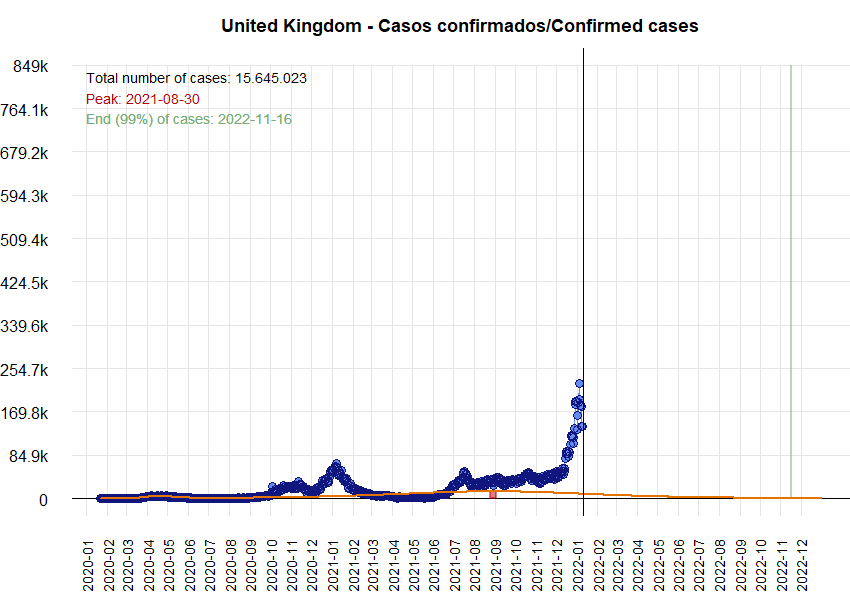 United Kingdom - Casos confirmados/Confirmed cases
849k
Total number of cases: 15.645.023
Peak: 2021-08-30
764.1k
End (99%) of cases: 2022-11-16
679.2k
594.3k
509.4k
424.5k
339.6k
254.7k
169.8k
84.9k
0
2020-01
2020-02
2020-03
2020-04
2020-05
2020-06
2020-07
2020-08
2020-09
2020-10
2020-11
2020-12
2021-01
2021-02
2021-03
2021-04
2021-05
2021-06
2021-07
2021-08
2021-09
2021-10
2021-11
2021-12
2022-01
2022-02
2022-03
2022-04
2022-05
2022-06
2022-07
2022-08
2022-09
2022-10
2022-11
2022-12